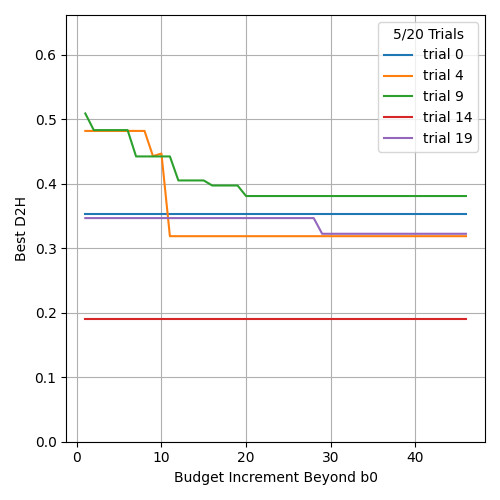 5/20 Trials
trial 0
trial 4
trial 9
trial 14
trial 19
Best D2H
0.6
0.5
0.4
0.3
0.2
0.1
0.0
0 10 20 30 40
Budget Increment Beyond b0